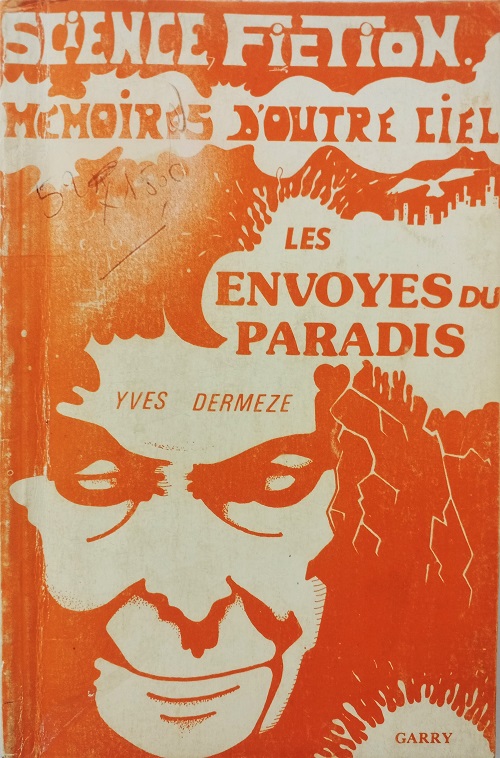 SCIENCE, FICTION.
MEMOIRES D'OUTRE CIEL
LES
ENVOYES DU
PARADIS
YVES DERMEZE
GARRY